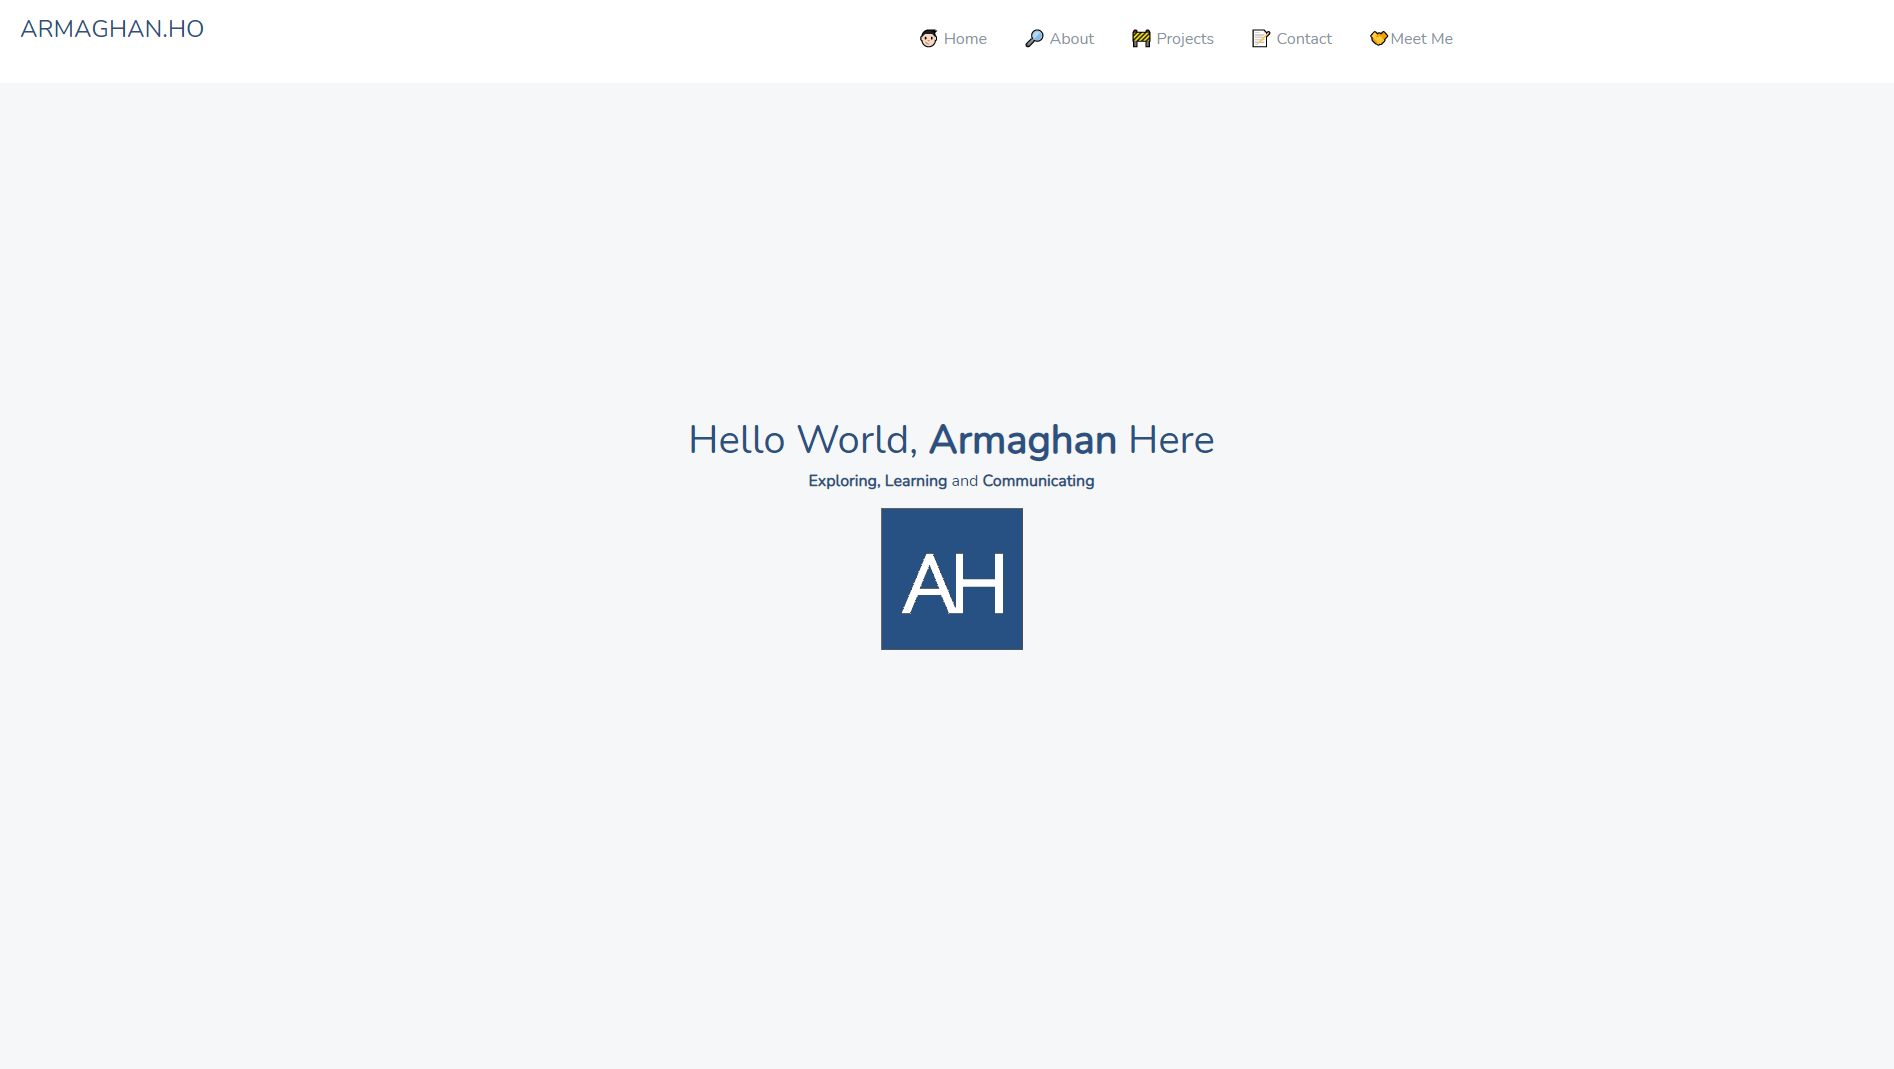 ARMAGHAN.HO
Home About Projects Contact Meet Me
Hello World, Armaghan Here
Exploring, Learning and Communicating
AH